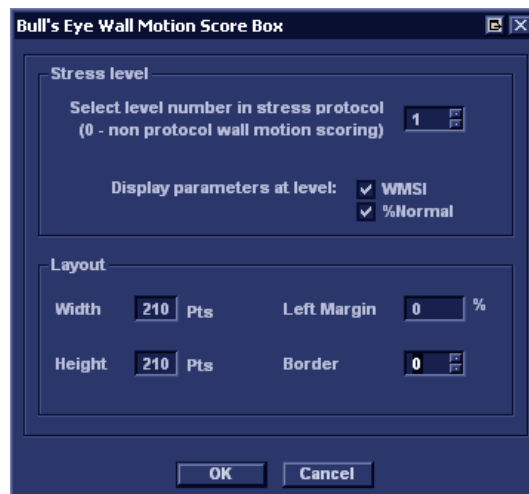 Bull's Eye Wall Motion Score Box
Stress level
Select level number in stress protocol
(0 - non protocol wall motion scoring)
1
Display parameters at level: WMSI
%Normal
Layout
Width 210 Pts Left Margin 0 %
Height 210 Pts Border 0
OK Cancel